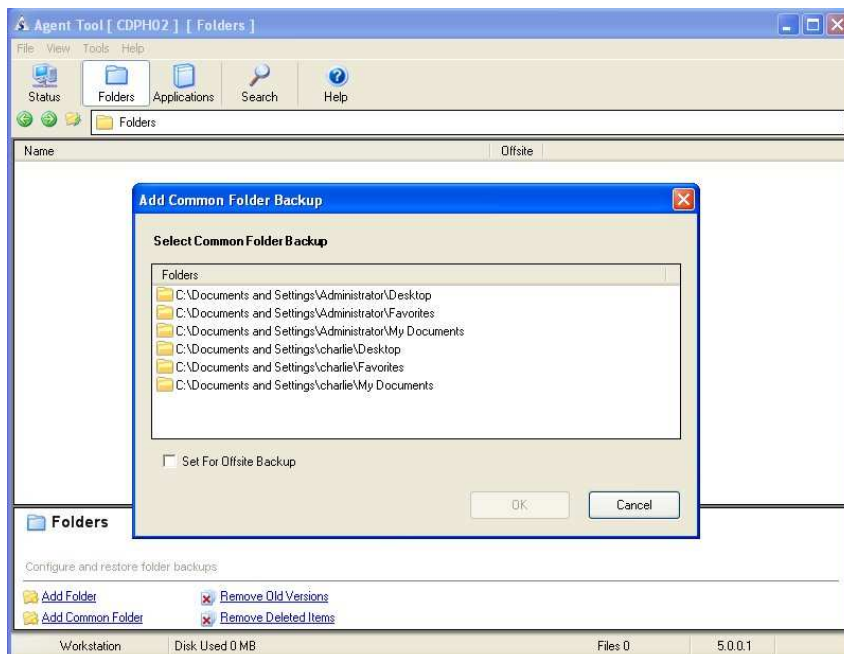 Agent Tool [ CDPH02 ] [ Folders ]
File View Tools Help
Status Folders Applications Search Help
Folders
Name Offsite
Add Common Folder Backup
Select Common Folder Backup
Folders
C:\Documents and Settings\Administrator\Desktop
C:\Documents and Settings\Administrator\Favorites
C:\Documents and Settings\Administrator\My Documents
C:\Documents and Settings\charlie\Desktop
C:\Documents and Settings\charlie\Favorites
C:\Documents and Settings\charlie\My Documents
Set For Offsite Backup
OK Cancel
Folders
Configure and restore folder backups
Add Folder Remove Old Versions
Add Common Folder Remove Deleted Items
Workstation Disk Used 0 MB Files 0 5.0.0.1